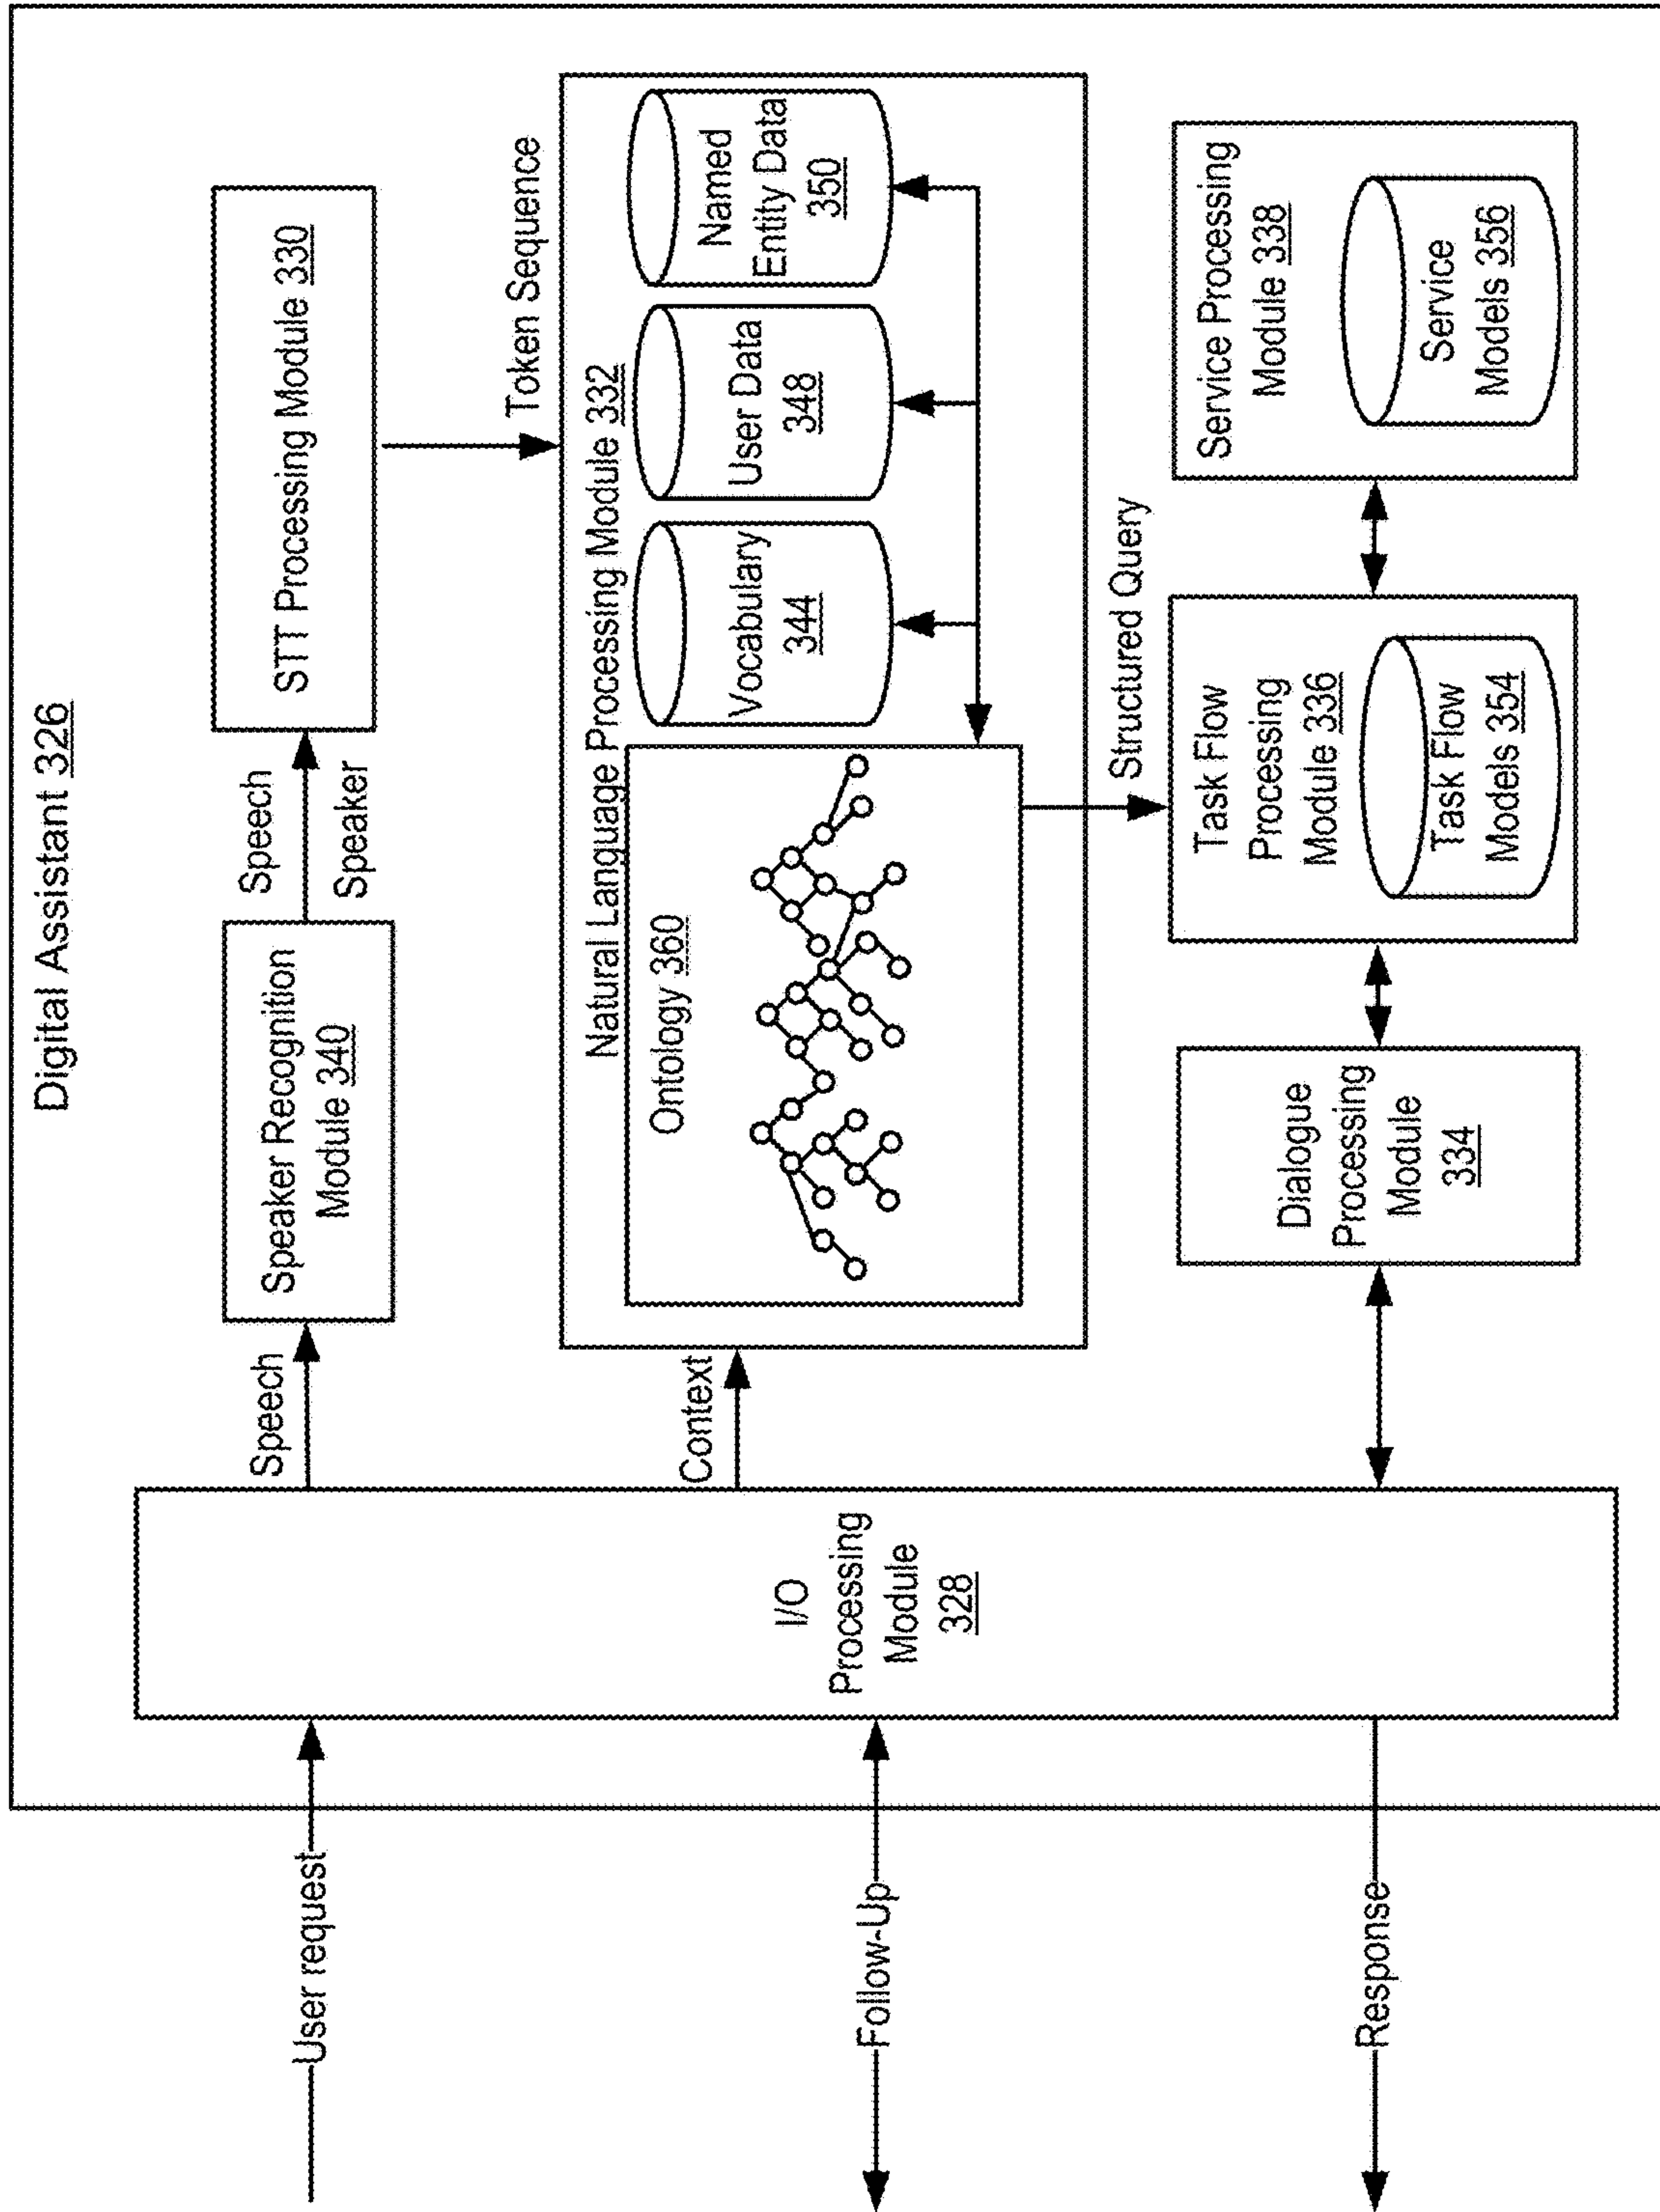 Digital Assistant 326
User request
Follow-Up
Response
I/O
Processing
Module
328
Speech
Context
Speaker Recognition
Module 340
Speech
Speaker
STT Processing Module 330
Token Sequence
Natural Language Processing Module 332
Ontology 360
Vocabulary
344
User Data
348
Named
Entity Data
350
Structured Query
Dialogue
Processing
Module
334
Task Flow
Processing
Module 336
Task Flow
Models 354
Service Processing
Module 338
Service
Models 356